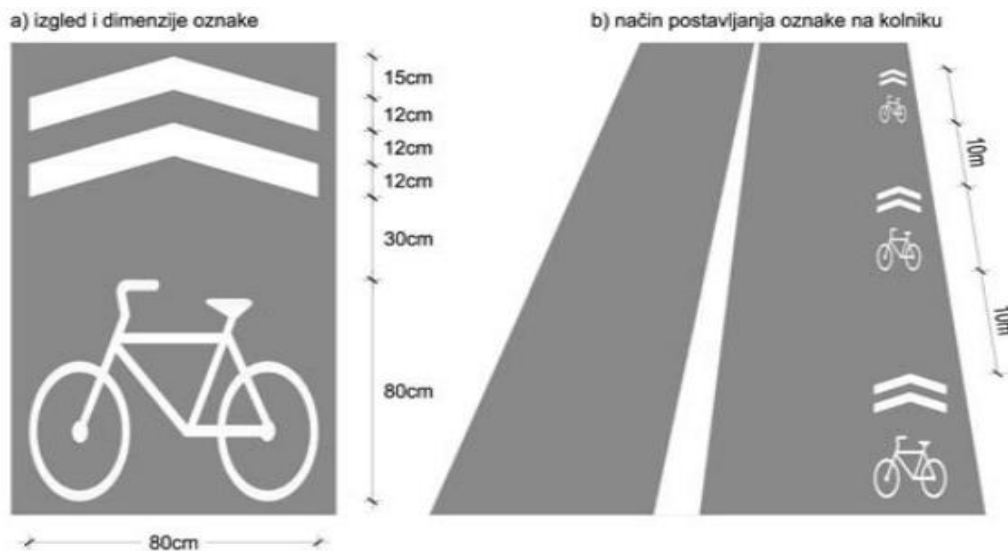 a) izgled i dimenzije oznake
15cm
12cm
12cm
12cm
30cm
80cm
80cm
b) način postavljanja oznake na kolniku
10m
10m